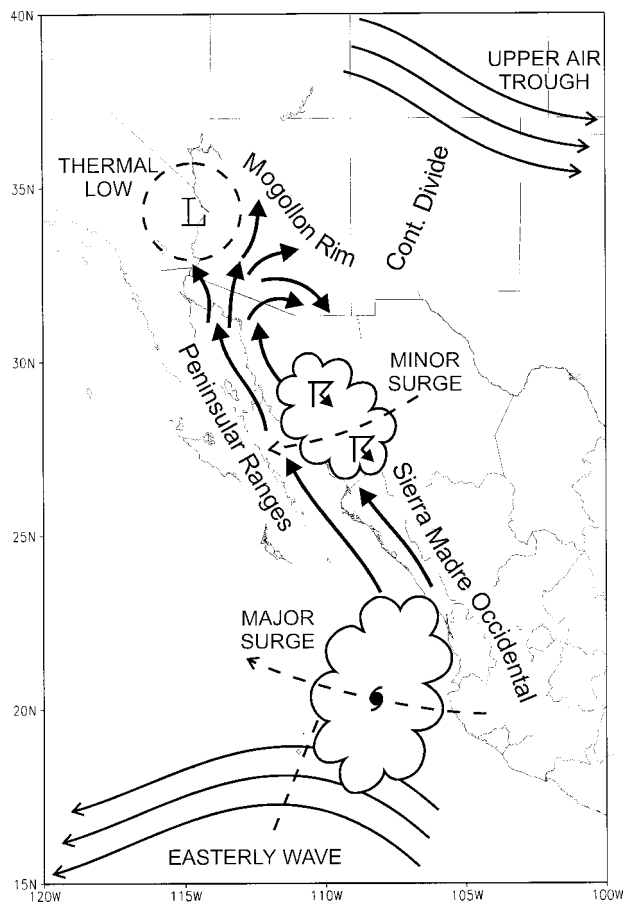 40N
UPPER AIR
TROUGH
THERMAL
LOW
Mogollon Rim
Cont. Divide
35N
L
30N
MINOR
SURGE
Peninsular Ranges
Sierra Madre Occidental
25N
MAJOR
SURGE
20N
EASTERLY WAVE
15N
120W
115W
110W
105W
100W